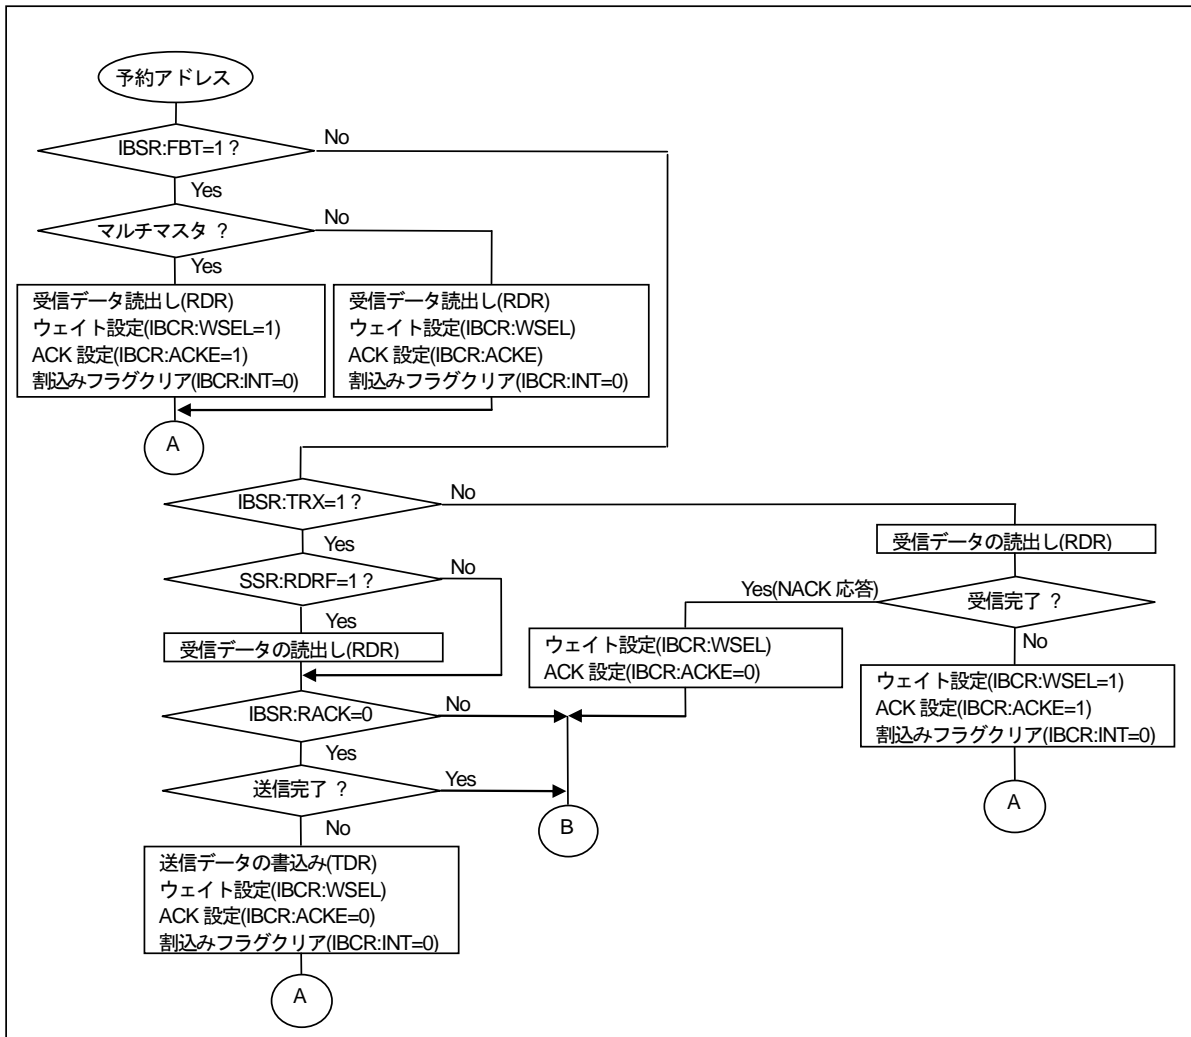 予約アドレス
IBSR:FBT=1 ?
No
Yes
マルチマスタ ?
No
Yes
受信データ読出し(RDR)
ウェイト設定(IBCR:WSEL=1)
ACK 設定(IBCR:ACKE=1)
割込みフラグクリア(IBCR:INT=0)
受信データ読出し(RDR)
ウェイト設定(IBCR:WSEL)
ACK 設定(IBCR:ACKE)
割込みフラグクリア(IBCR:INT=0)
A
IBSR:TRX=1 ?
No
Yes
受信データの読出し(RDR)
SSR:RDRF=1 ?
No
Yes
受信データの読出し(RDR)
Yes(NACK 応答)
受信完了 ?
No
ウェイト設定(IBCR:WSEL)
ACK 設定(IBCR:ACKE=0)
ウェイト設定(IBCR:WSEL=1)
ACK 設定(IBCR:ACKE=1)
割込みフラグクリア(IBCR:INT=0)
A
IBSR:RACK=0
No
Yes
送信完了 ?
Yes
No
B
送信データの書込み(TDR)
ウェイト設定(IBCR:WSEL)
ACK 設定(IBCR:ACKE=0)
割込みフラグクリア(IBCR:INT=0)
A